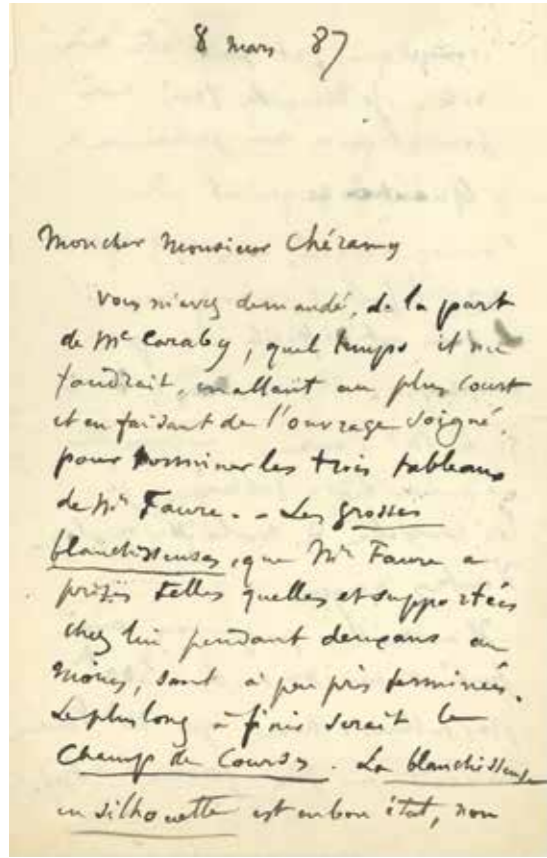 8 mars 87
Mon cher Monsieur Chéramy
Vous m'avez demandé, de la part
de Me Caraby, quel temps il me
faudrait, en allant au plus court
et en faisant de l'ouvrage soigné,
pour terminer les trois tableaux
de Mr Faure. - Les grosses
blanchisseuses, que Mr Faure a
prises telles quelles et supportées
chez lui pendant deux ans au
moins, sont à peu près terminées.
Le plus long à finir serait le
Champ de Courses. La blanchisseuse
en silhouette est en bon état, non